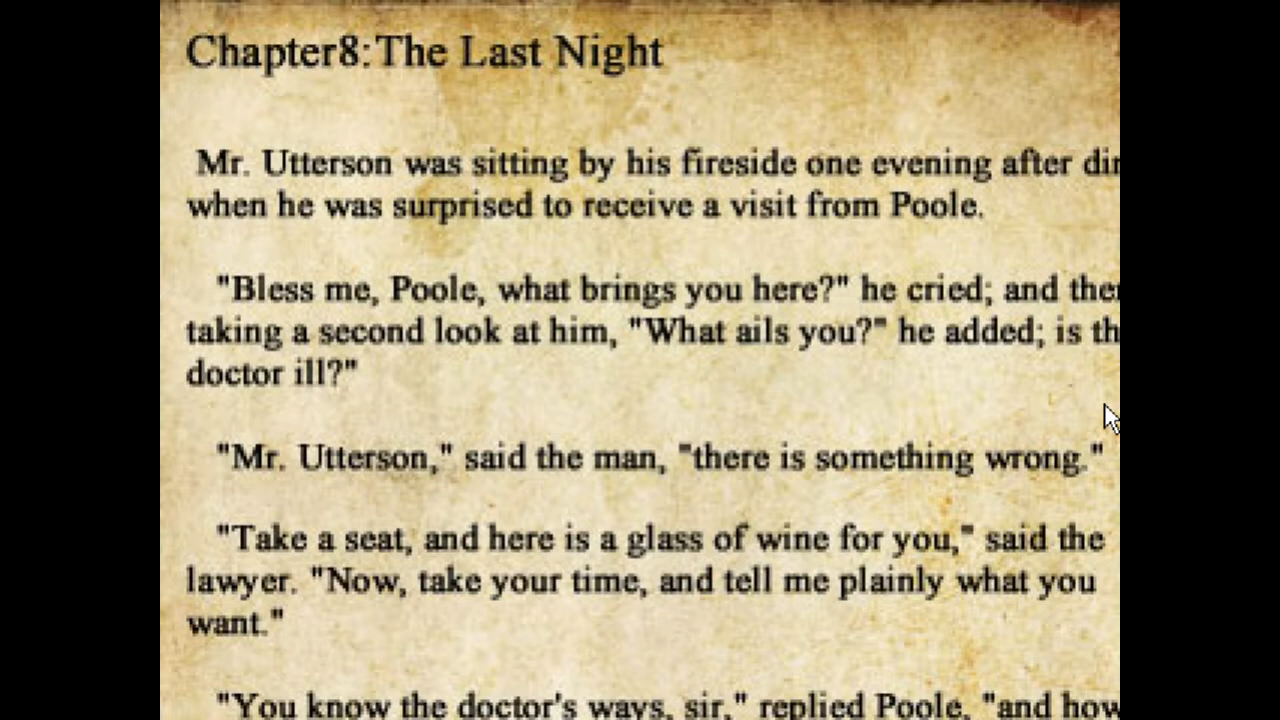 Chapter8:The Last Night
Mr. Utterson was sitting by his fireside one evening after
when he was surprised to receive a visit from Poole.
"Bless me, Poole, what brings you here?" he cried; and
taking a second look at him, "What ails you?" he added; is
doctor ill?"
"Mr. Utterson," said the man, "there is something wrong."
"Take a seat, and here is a glass of wine for you," said the
lawyer. "Now, take your time, and tell me plainly what you
want."
"You know the doctor's ways, sir," replied Poole, "and how